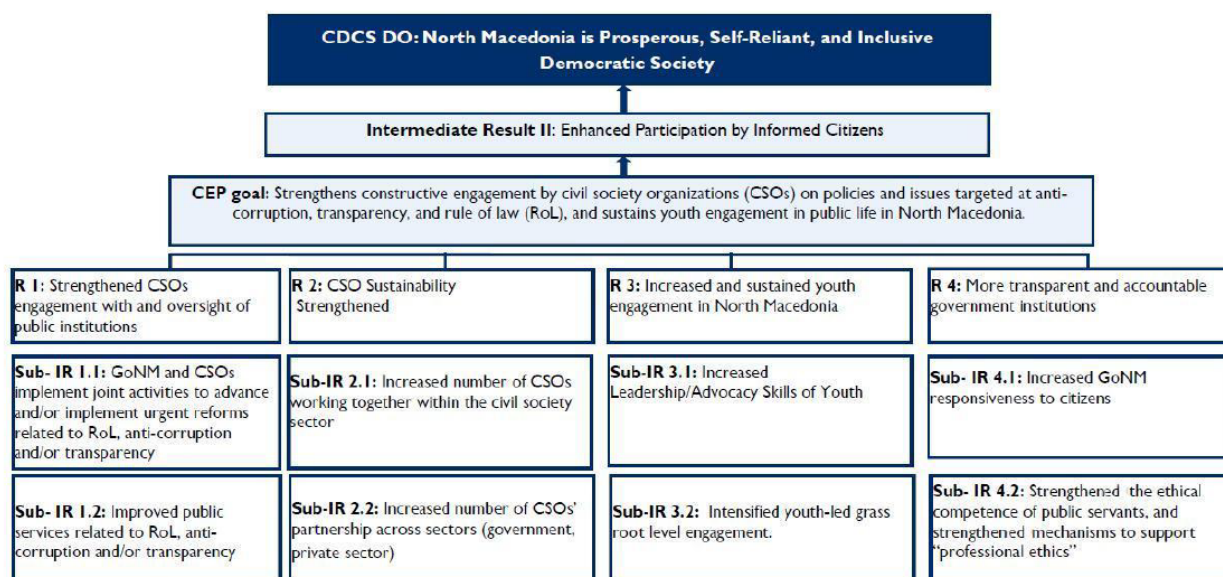 CDCS DO: North Macedonia is Prosperous, Self-Reliant, and Inclusive
Democratic Society
Intermediate Result II: Enhanced Participation by Informed Citizens
CEP goal: Strengthens constructive engagement by civil society organizations (CSOs) on policies and issues targeted at anti-
corruption, transparency, and rule of law (RoL), and sustains youth engagement in public life in North Macedonia.
R 1: Strengthened CSOs
engagement with and oversight of
public institutions
R 2: CSO Sustainability
Strengthened
R 3: Increased and sustained youth
engagement in North Macedonia
R 4: More transparent and accountable
government institutions
Sub- IR 1.1: GoNM and CSOs
implement joint activities to advance
and/or implement urgent reforms
related to RoL, anti-corruption
and/or transparency
Sub-IR 2.1: Increased number of CSOs
working together within the civil society
sector
Sub-IR 3.1: Increased
Leadership/Advocacy Skills of Youth
Sub- IR 4.1: Increased GoNM
responsiveness to citizens
Sub- IR 1.2: Improved public
services related to RoL, anti-
corruption and/or transparency
Sub-IR 2.2: Increased number of CSOs'
partnership across sectors (government,
private sector)
Sub-IR 3.2: Intensified youth-led grass
root level engagement.
Sub- IR 4.2: Strengthened the ethical
competence of public servants, and
strengthened mechanisms to support
"professional ethics"